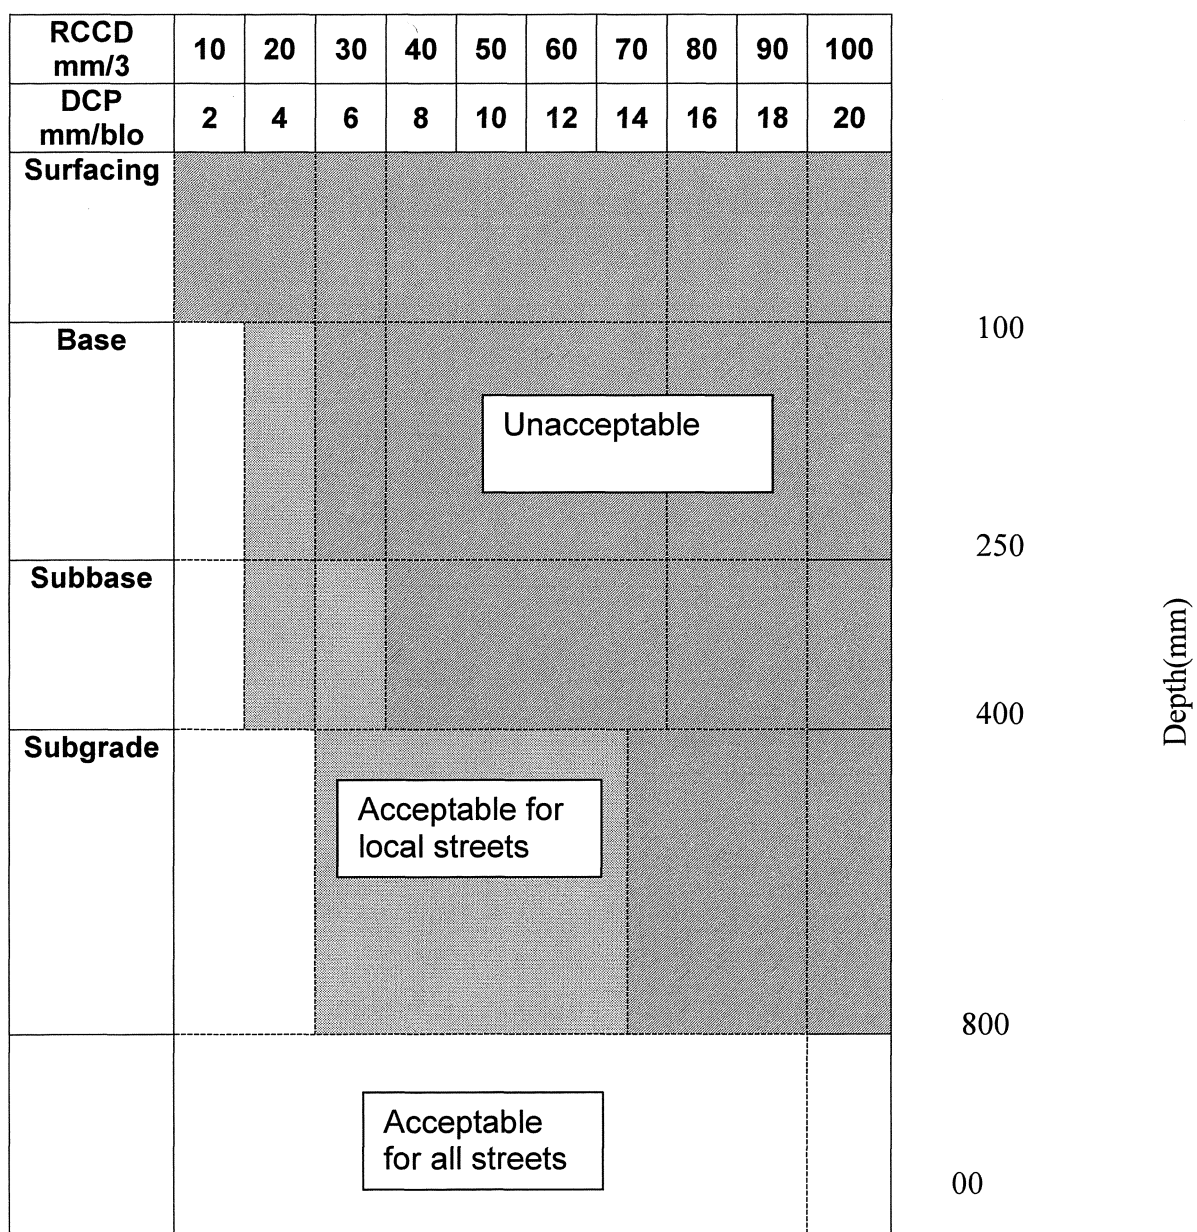 RCCD mm/3 10 20 30 40 50 60 70 80 90 100
DCP mm/blo 2 4 6 8 10 12 14 16 18 20
Surfacing
100
Base
Unacceptable
250
Subbase
Depth(mm)
400
Subgrade
Acceptable for
local streets
800
Acceptable
for all streets
00